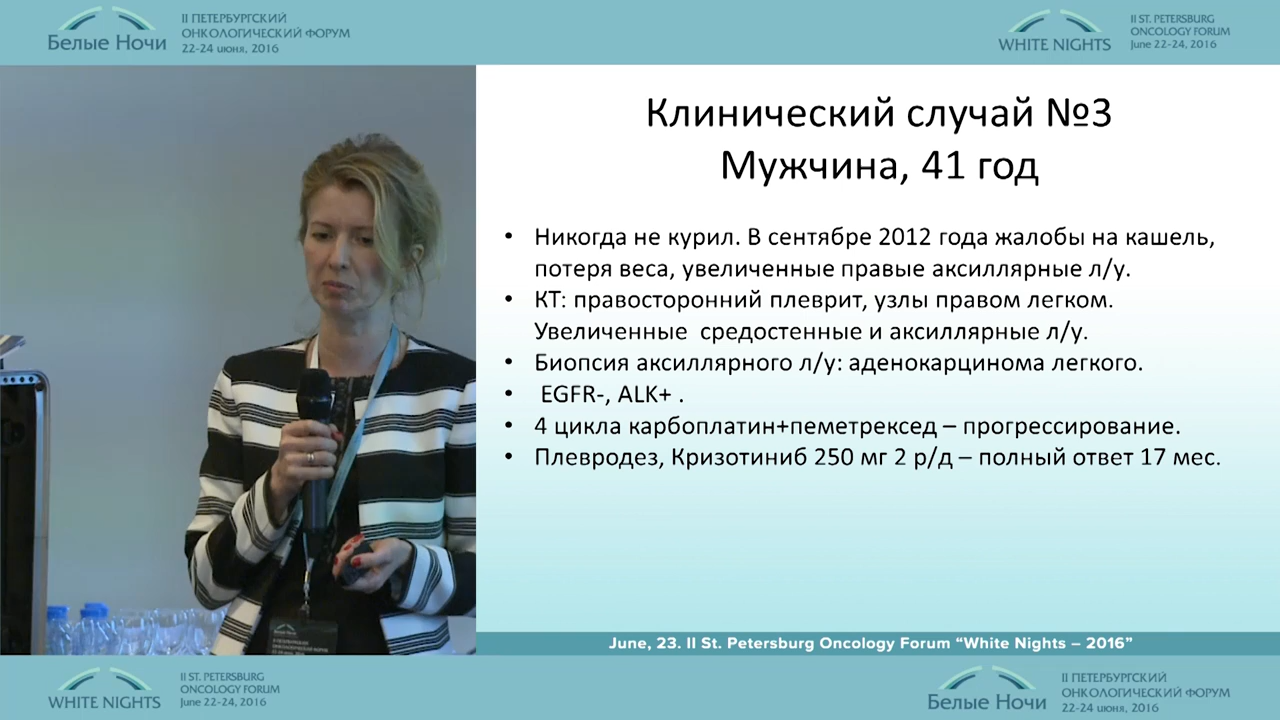 Белые Ночи
II ПЕТЕРБУРГСКИЙ
ОНКОЛОГИЧЕСКИЙ ФОРУМ
22-24 июня, 2016
WHITE NIGHTS
II ST. PETERSBURG
ONCOLOGY FORUM
June 22-24, 2016
Клинический случай №3
Мужчина, 41 год
• Никогда не курил. В сентябре 2012 года жалобы на кашель,
потеря веса, увеличенные правые аксиллярные л/у.
• КТ: правосторонний плеврит, узлы правом легком.
Увеличенные средостенные и аксиллярные л/у.
• Биопсия аксиллярного л/у: аденокарцинома легкого.
• EGFR-, ALK+ .
• 4 цикла карбоплатин+пеметрексед – прогрессирование.
• Плевродез, Кризотиниб 250 мг 2 р/д – полный ответ 17 мес.
June, 23. II St. Petersburg Oncology Forum “White Nights – 2016”
WHITE NIGHTS
II ST. PETERSBURG
ONCOLOGY FORUM
June 22-24, 2016
Белые Ночи
II ПЕТЕРБУРГСКИЙ
ОНКОЛОГИЧЕСКИЙ ФОРУМ
22-24 июня, 2016